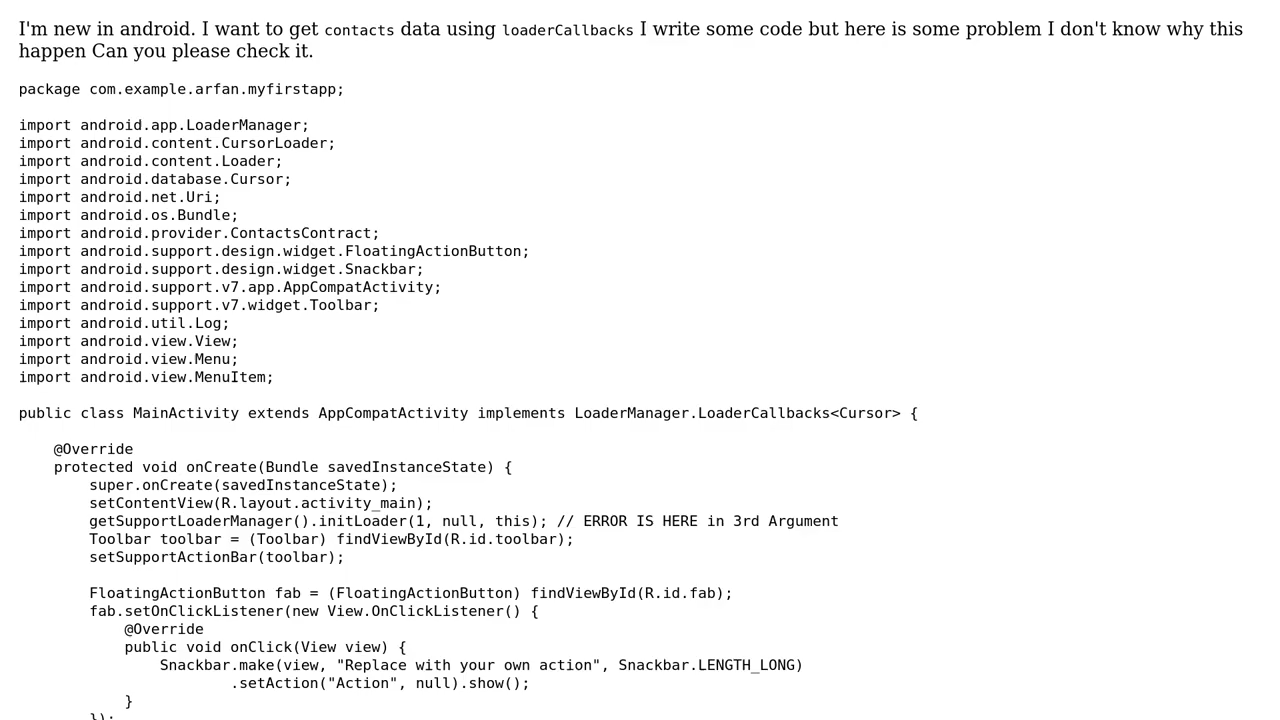 I'm new in android. I want to get contacts data using loaderCallbacks I write some code but here is some problem I don't know why this
happen Can you please check it.
package com.example.arfan.myfirstapp;
import android.app.LoaderManager;
import android.content.CursorLoader;
import android.content.Loader;
import android.database.Cursor;
import android.net.Uri;
import android.os.Bundle;
import android.provider.ContactsContract;
import android.support.design.widget.FloatingActionButton;
import android.support.design.widget.Snackbar;
import android.support.v7.app.AppCompatActivity;
import android.support.v7.widget.Toolbar;
import android.util.Log;
import android.view.View;
import android.view.Menu;
import android.view.MenuItem;
public class MainActivity extends AppCompatActivity implements LoaderManager.LoaderCallbacks<Cursor> {
    @Override
    protected void onCreate(Bundle savedInstanceState) {
        super.onCreate(savedInstanceState);
        setContentView(R.layout.activity_main);
        getSupportLoaderManager().initLoader(1, null, this); // ERROR IS HERE in 3rd Argument
        Toolbar toolbar = (Toolbar) findViewById(R.id.toolbar);
        setSupportActionBar(toolbar);
        FloatingActionButton fab = (FloatingActionButton) findViewById(R.id.fab);
        fab.setOnClickListener(new View.OnClickListener() {
            @Override
            public void onClick(View view) {
                Snackbar.make(view, "Replace with your own action", Snackbar.LENGTH_LONG)
                        .setAction("Action", null).show();
            }
        });